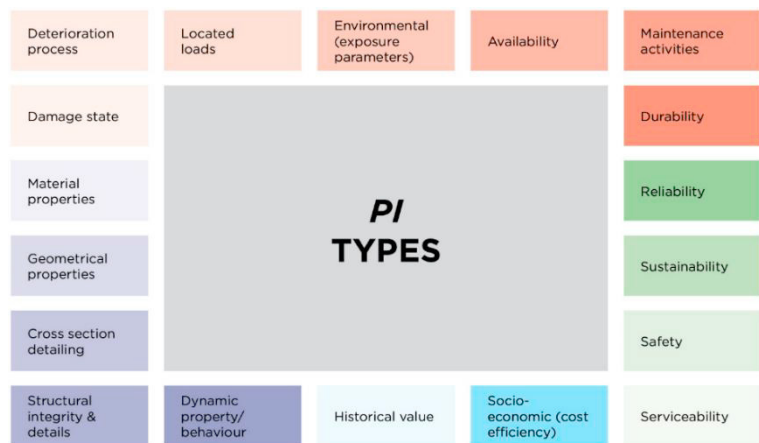 Deterioration
process
Located
loads
Environmental
(exposure
parameters)
Availability
Maintenance
activities
Damage state
Durability
Material
properties
PI
TYPES
Reliability
Geometrical
properties
Sustainability
Cross section
detailing
Safety
Structural
integrity &
details
Dynamic
property/
behaviour
Historical value
Socio-
economic (cost
efficiency)
Serviceability